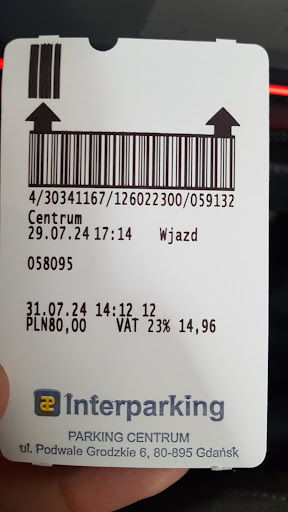 4/30341167/126022300/059132
Centrum
29.07.24 17:14 Wjazd
058095
31.07.24 14:12 12
PLN80,00 VAT 23% 14,96
æ Interparking
PARKING CENTRUM
ul. Podwale Grodzkie 6, 80-895 Gdańsk